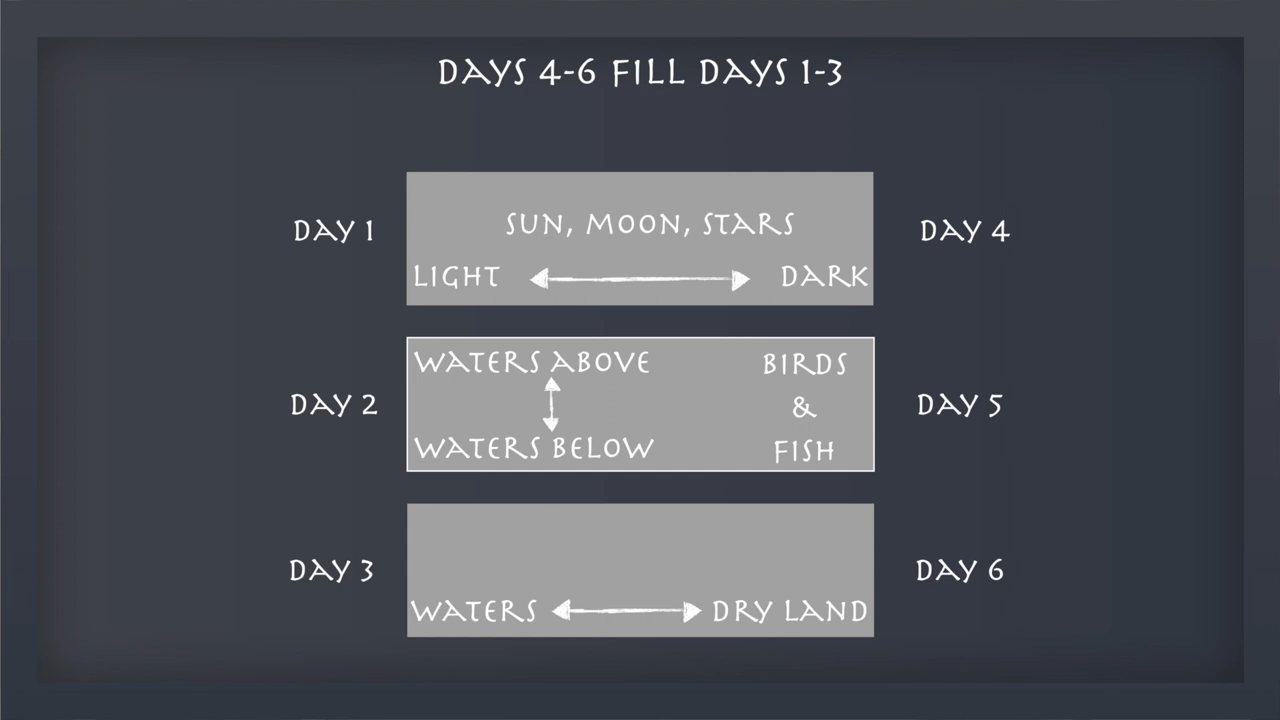 DAYS 4-6 FILL DAYS 1-3
DAY 1
SUN, MOON, STARS
LIGHT DARK
DAY 4
DAY 2
WATERS ABOVE
WATERS BELOW
BIRDS
&
FISH
DAY 5
DAY 3
WATERS DRY LAND
DAY 6